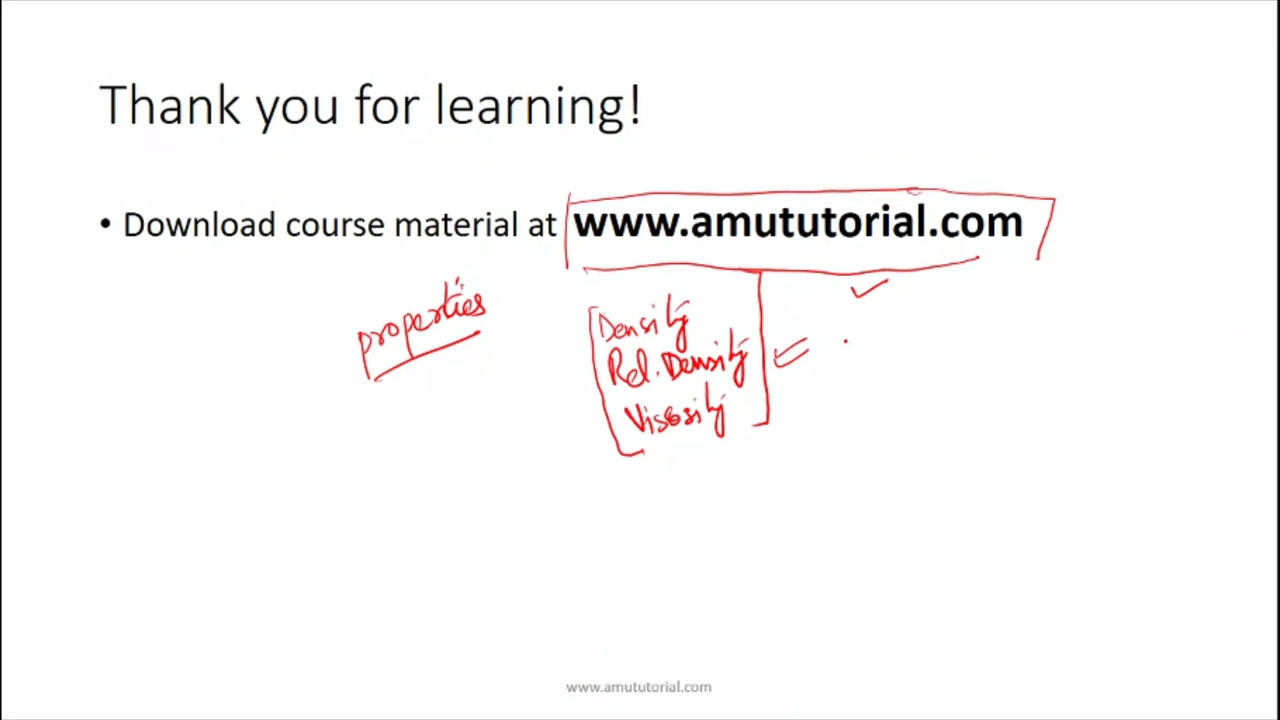 Thank you for learning!
• Download course material at www.amututorial.com
properties
Density
Rel. Density
Viscosity
www.amututorial.com